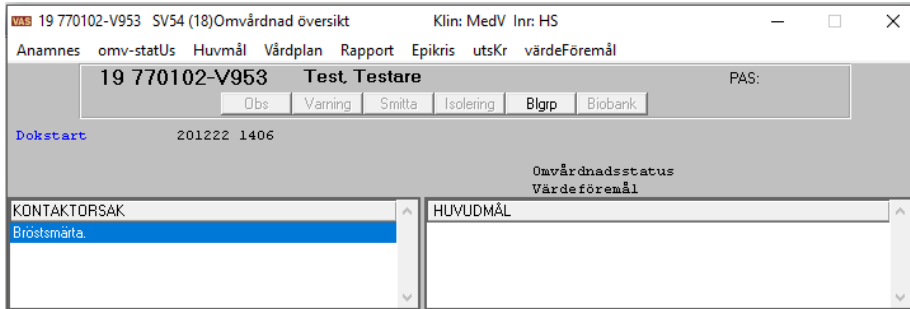 VAS 19 770102-V953 SV54 (18)Omvårdnad översikt Klin: MedV Inr: HS
Anamnes omv-statUs Huvmål Vårdplan Rapport Epikris utsKr värdeFöremål
19 770102-V953 Test, Testare PAS:
Obs Varning Smitta Isolering Blgrp Biobank
Dokstart 201222 1406
Omvårdnadsstatus
Värdeföremål
KONTAKTORSAK HUVUDMÅL
Bröstsmärta.